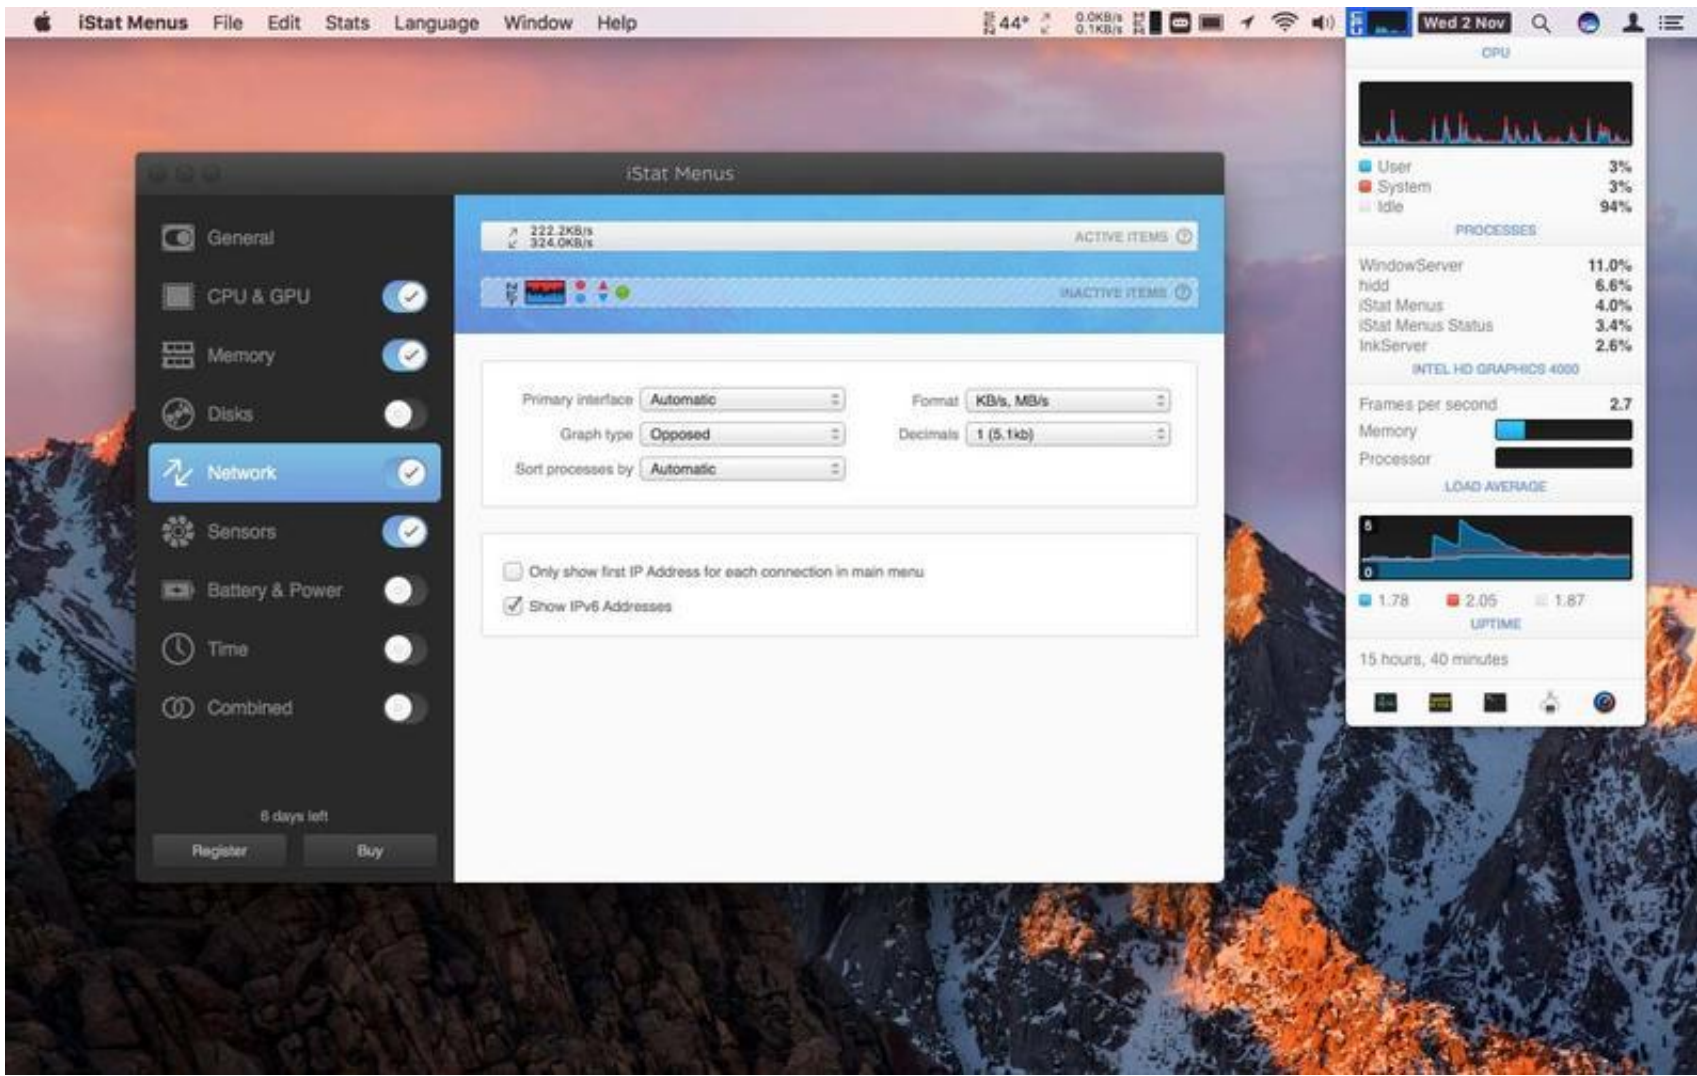 iStat Menus File Edit Stats Language Window Help 44° 0.0KB/s Wed 2 Nov
0.1KB/s
iStat Menus
General
CPU & GPU
Memory
Disks
Network
Sensors
Battery & Power
Time
Combined
6 days left
Register Buy
222.2KB/s ACTIVE ITEMS ?
324.0KB/s
INACTIVE ITEMS ?
Primary interface Automatic Format KB/s, MB/s
Graph type Opposed Decimals 1 (5.1kb)
Sort processes by Automatic
Only show first IP Address for each connection in main menu
Show IPv6 Addresses
CPU
User 3%
System 3%
Idle 94%
PROCESSES
WindowServer 11.0%
hidd 6.6%
iStat Menus 4.0%
iStat Menus Status 3.4%
InkServer 2.6%
INTEL HD GRAPHICS 4000
Frames per second 2.7
Memory
Processor
LOAD AVERAGE
5
0
1.78 2.05 1.87
UPTIME
15 hours, 40 minutes